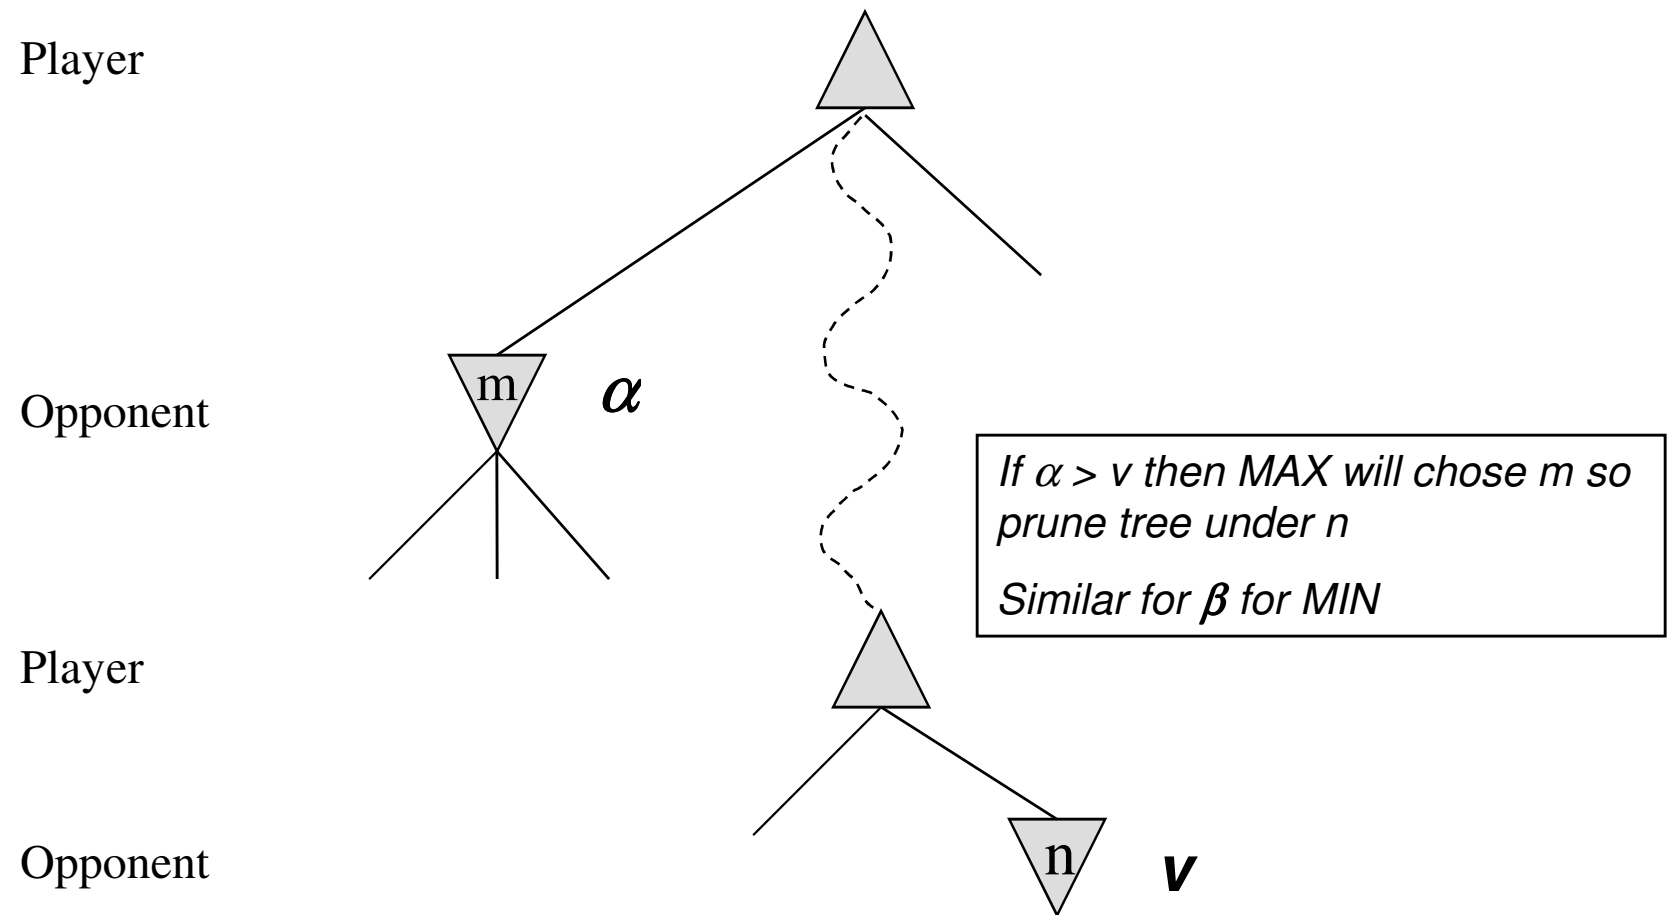 Player
m
α
Opponent
If α > v then MAX will chose m so
prune tree under n
Similar for β for MIN
Player
Opponent
n
v